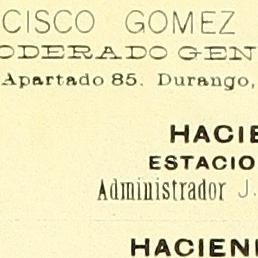 CISCO GOMEZ
ODERADO GEN
Apartado 85. Durango,
HACIE
ESTACIO
Administrador J.
HACIEN